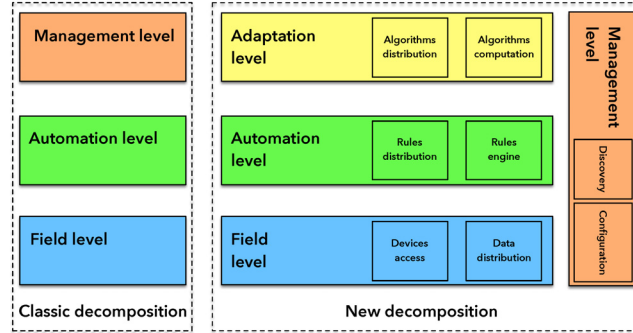 Management level
Automation level
Field level
Classic decomposition
Adaptation
level
Algorithms
distribution
Algorithms
computation
Automation
level
Rules
distribution
Rules
engine
Field
level
Devices
access
Data
distribution
Management
level
Discovery
Configuration
New decomposition